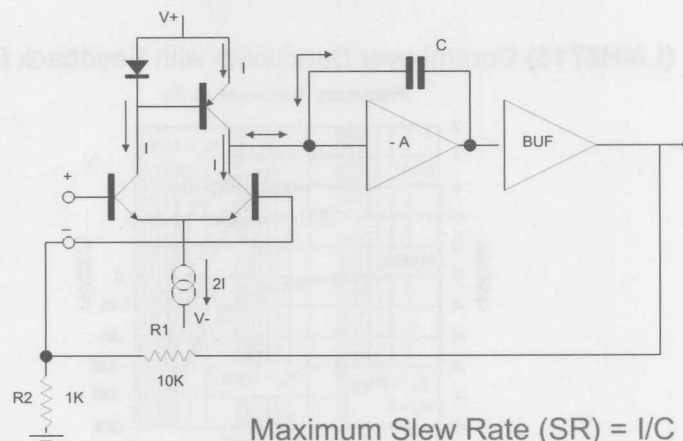 V+
C
I
I
I
- A
BUF
+
–
2I
V-
R1
10K
R2
1K
Maximum Slew Rate (SR) = I/C